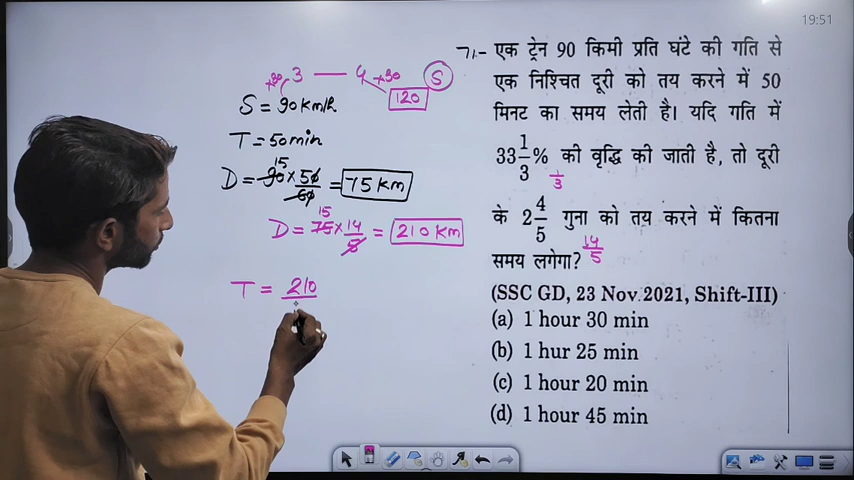 19:51
71.- एक ट्रेन 90 किमी प्रति घंटे की गति से
एक निश्चित दूरी को तय करने में 50
मिनट का समय लेती है। यदि गति में
33 1/3 % की वृद्धि की जाती है, तो दूरी
1/3
के 2 4/5 गुना को तय करने में कितना
समय लगेगा?
14/5
(SSC GD, 23 Nov 2021, Shift-III)
(a) 1 hour 30 min
(b) 1 hur 25 min
(c) 1 hour 20 min
(d) 1 hour 45 min
×30 3 — 4 ×30 S
120
S = 90km/h
T = 50min
15
D = 90 × 50/60 = 75 Km
15
D = 75 × 14/5 = 210 Km
T = 210